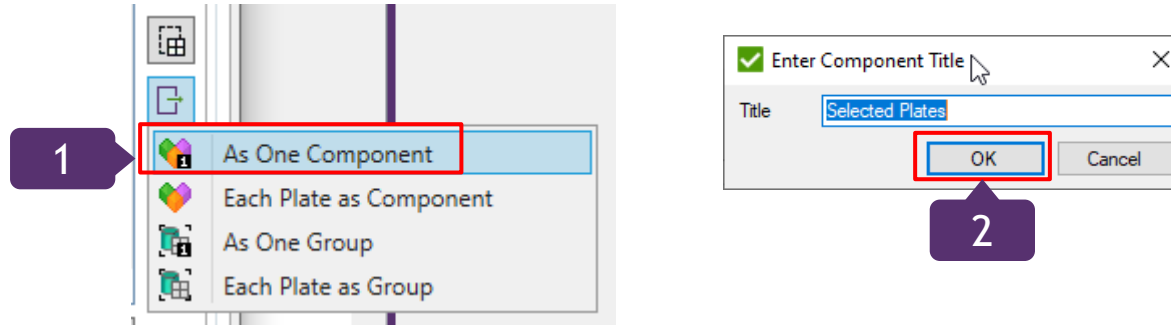 1
As One Component
Each Plate as Component
As One Group
Each Plate as Group
Enter Component Title
Title Selected Plates
OK Cancel
2